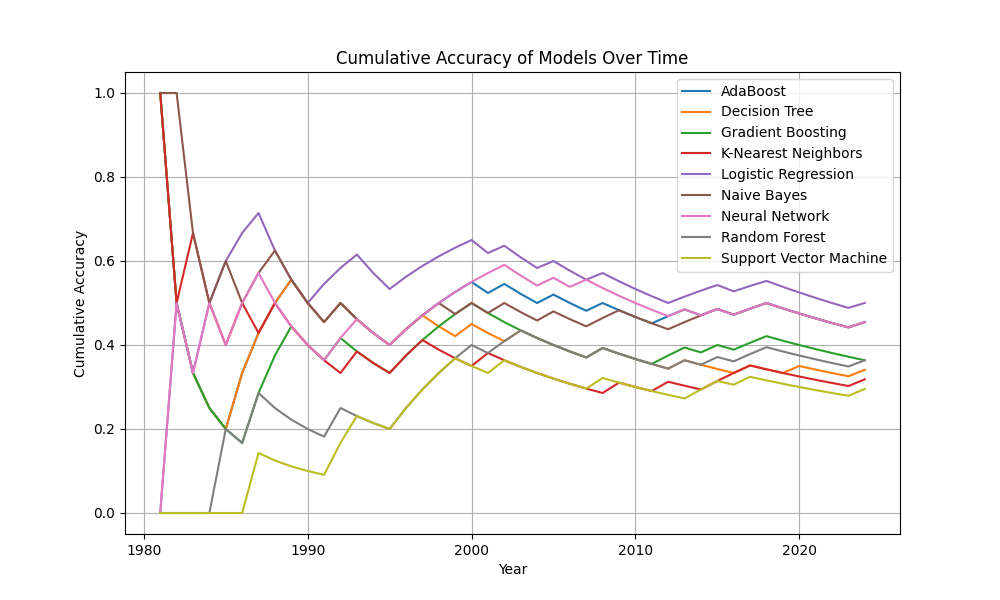 Cumulative Accuracy of Models Over Time
AdaBoost
Decision Tree
Gradient Boosting
K-Nearest Neighbors
Logistic Regression
Naive Bayes
Neural Network
Random Forest
Support Vector Machine
Cumulative Accuracy
1.0
0.8
0.6
0.4
0.2
0.0
1980
1990
2000
2010
2020
Year